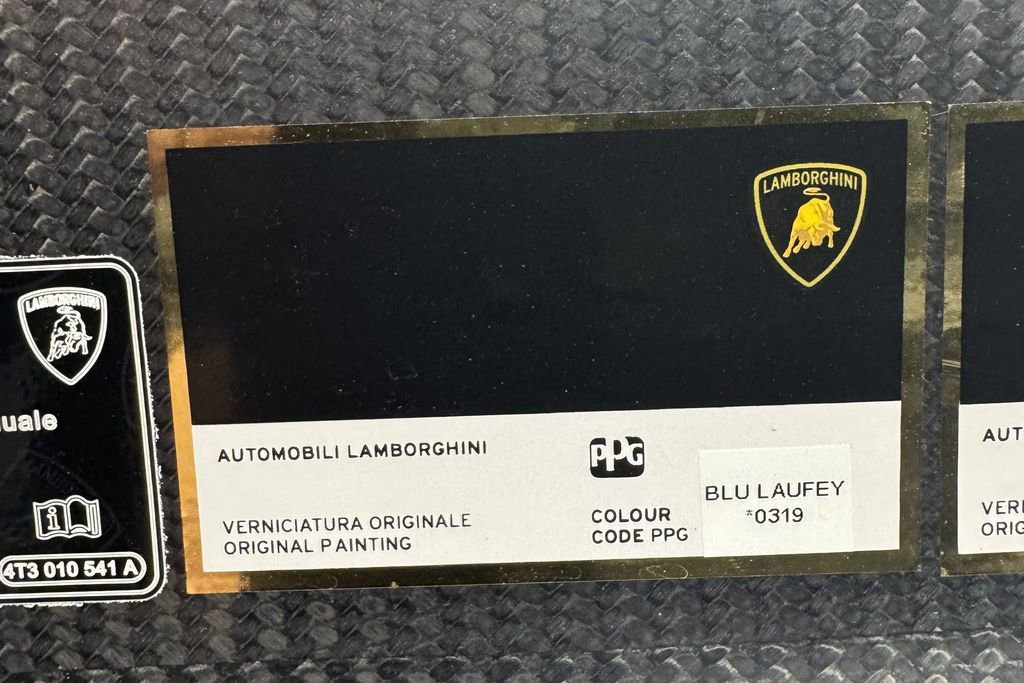 LAMBORGHINI
uale
i
4T3 010 541 A
LAMBORGHINI
AUTOMOBILI LAMBORGHINI
VERNICIATURA ORIGINALE
ORIGINAL PAINTING
PPG
COLOUR
CODE PPG
BLU LAUFEY
*0319
AUT
VERI
ORIG